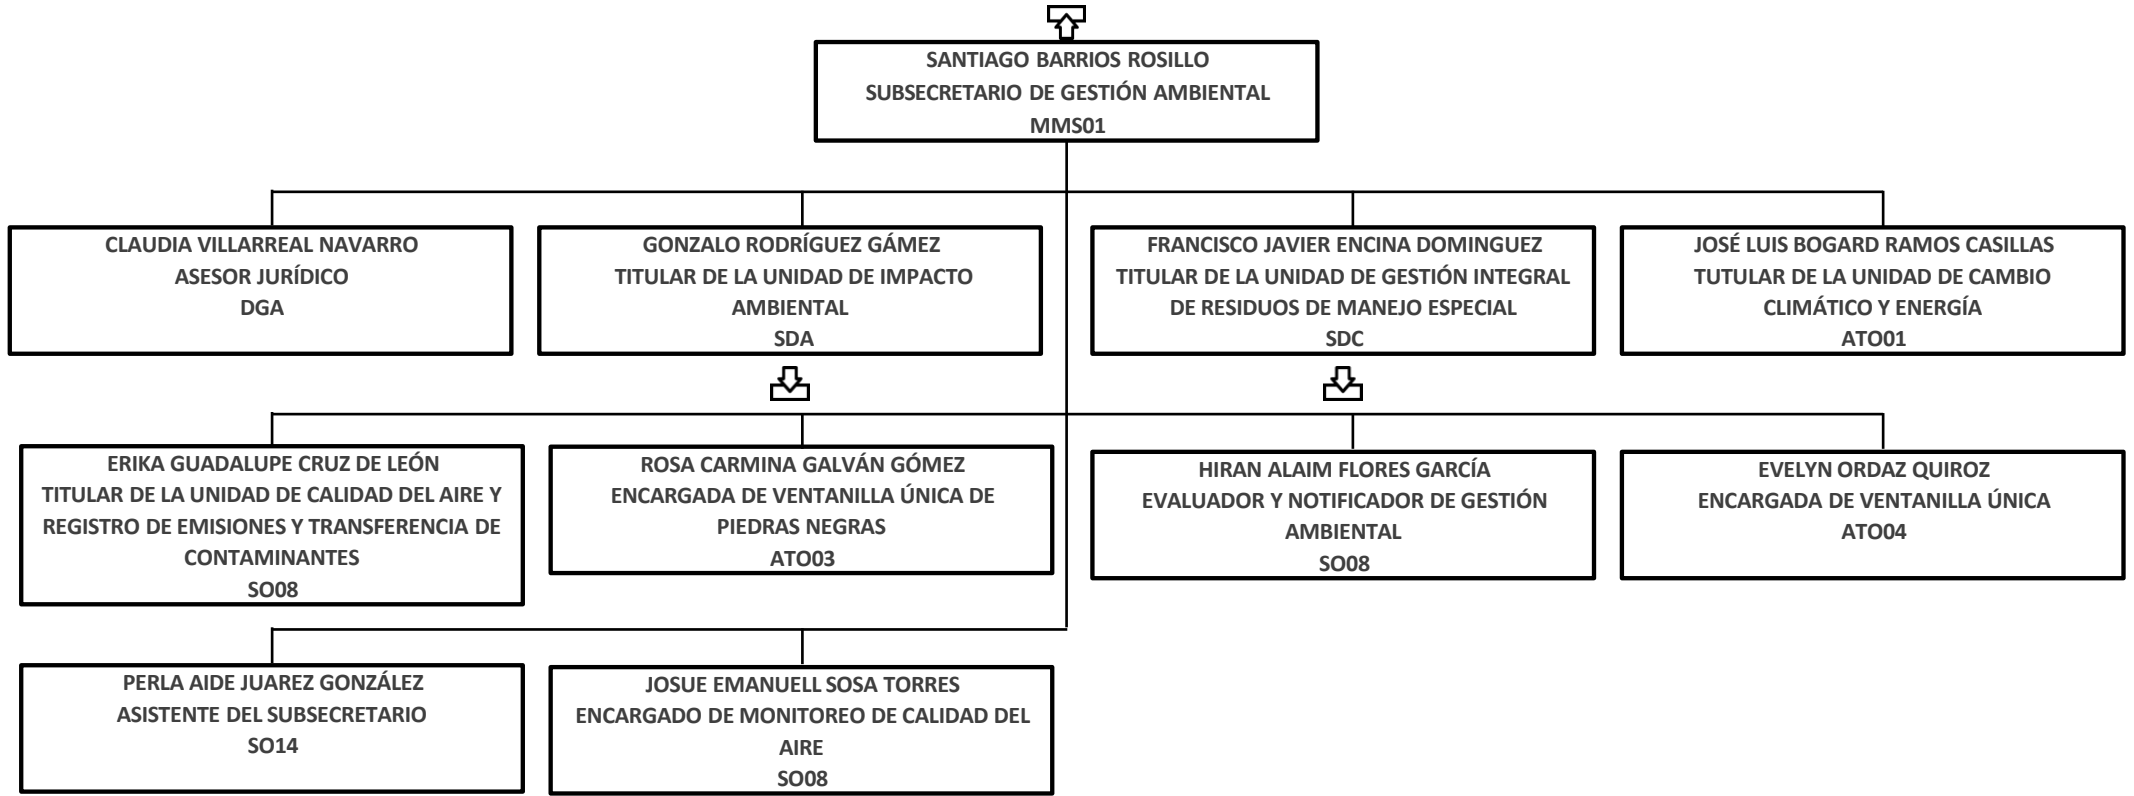 SANTIAGO BARRIOS ROSILLO
SUBSECRETARIO DE GESTIÓN AMBIENTAL
MMS01
CLAUDIA VILLARREAL NAVARRO
ASESOR JURÍDICO
DGA
GONZALO RODRÍGUEZ GÁMEZ
TITULAR DE LA UNIDAD DE IMPACTO
AMBIENTAL
SDA
FRANCISCO JAVIER ENCINA DOMINGUEZ
TITULAR DE LA UNIDAD DE GESTIÓN INTEGRAL
DE RESIDUOS DE MANEJO ESPECIAL
SDC
JOSÉ LUIS BOGARD RAMOS CASILLAS
TUTULAR DE LA UNIDAD DE CAMBIO
CLIMÁTICO Y ENERGÍA
ATO01
ERIKA GUADALUPE CRUZ DE LEÓN
TITULAR DE LA UNIDAD DE CALIDAD DEL AIRE Y
REGISTRO DE EMISIONES Y TRANSFERENCIA DE
CONTAMINANTES
SO08
ROSA CARMINA GALVÁN GÓMEZ
ENCARGADA DE VENTANILLA ÚNICA DE
PIEDRAS NEGRAS
ATO03
HIRAN ALAIM FLORES GARCÍA
EVALUADOR Y NOTIFICADOR DE GESTIÓN
AMBIENTAL
SO08
EVELYN ORDAZ QUIROZ
ENCARGADA DE VENTANILLA ÚNICA
ATO04
PERLA AIDE JUAREZ GONZÁLEZ
ASISTENTE DEL SUBSECRETARIO
SO14
JOSUE EMANUELL SOSA TORRES
ENCARGADO DE MONITOREO DE CALIDAD DEL
AIRE
SO08